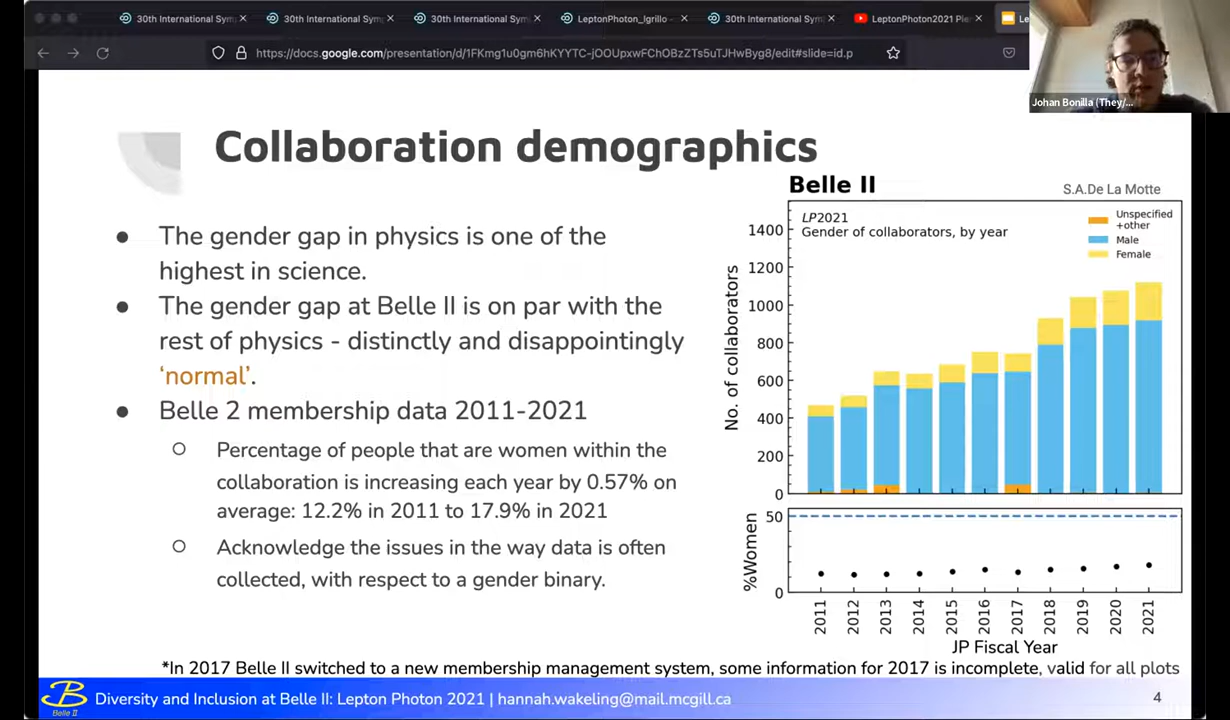 30th International Sym
30th International Sym
30th International Sym
LeptonPhoton_Igrillo
30th International Sym
LeptonPhoton2021 Ple
Le
https://docs.google.com/presentation/d/1FKmg1u0gm6hKYYTC-jOOUpxwFChOBzZTs5uTJHwByg8/edit#slide=id.p
Johan Bonilla (They/...
Collaboration demographics
The gender gap in physics is one of the
highest in science.
The gender gap at Belle II is on par with the
rest of physics - distinctly and disappointingly
‘normal’.
Belle 2 membership data 2011-2021
Percentage of people that are women within the
collaboration is increasing each year by 0.57% on
average: 12.2% in 2011 to 17.9% in 2021
Acknowledge the issues in the way data is often
collected, with respect to a gender binary.
Belle II
S.A.De La Motte
LP2021
Gender of collaborators, by year
Unspecified
+other
Male
Female
No. of collaborators
1400
1200
1000
800
600
400
200
0
%Women
50
0
2011
2012
2013
2014
2015
2016
2017
2018
2019
2020
2021
JP Fiscal Year
*In 2017 Belle II switched to a new membership management system, some information for 2017 is incomplete, valid for all plots
Belle II
Diversity and Inclusion at Belle II: Lepton Photon 2021 | hannah.wakeling@mail.mcgill.ca
4